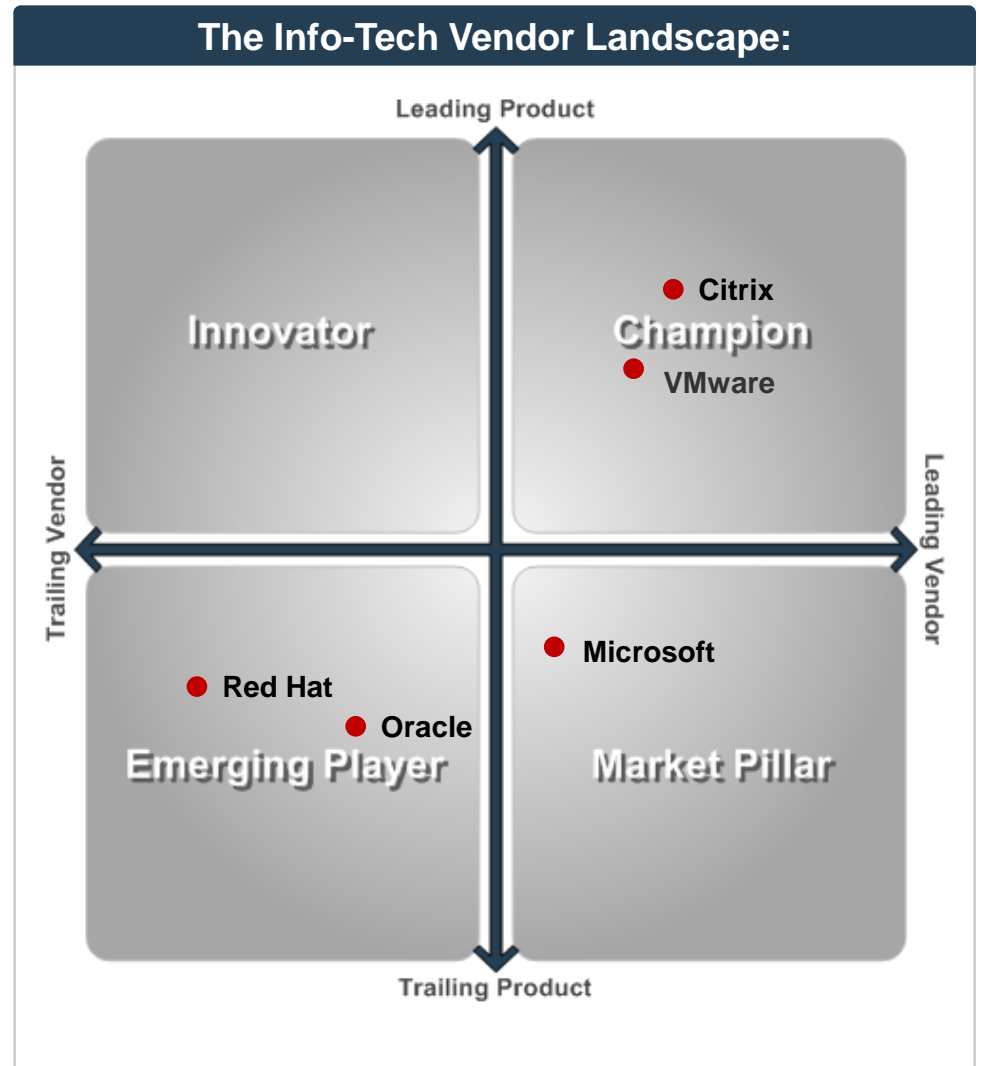 The Info-Tech Vendor Landscape:
Leading Product
Innovator
Citrix
Champion
VMware
Trailing Vendor
Leading Vendor
Microsoft
Red Hat
Oracle
Emerging Player
Market Pillar
Trailing Product